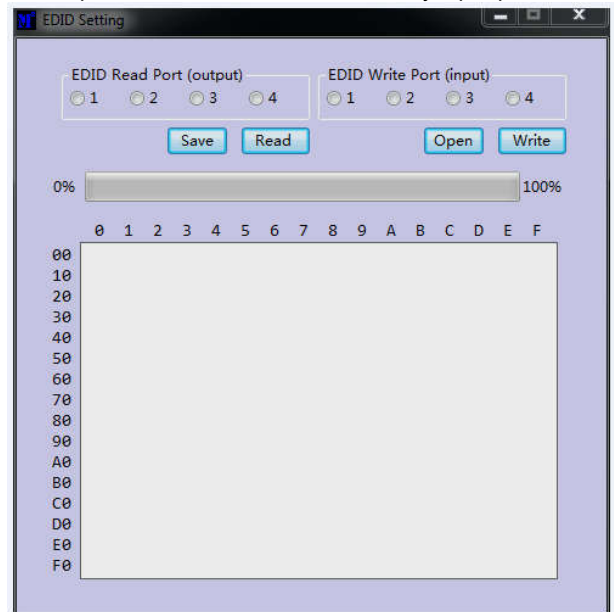 EDID Setting
EDID Read Port (output) EDID Write Port (input)
1 2 3 4 1 2 3 4
Save Read Open Write
0% 100%
0 1 2 3 4 5 6 7 8 9 A B C D E F
00
10
20
30
40
50
60
70
80
90
A0
B0
C0
D0
E0
F0